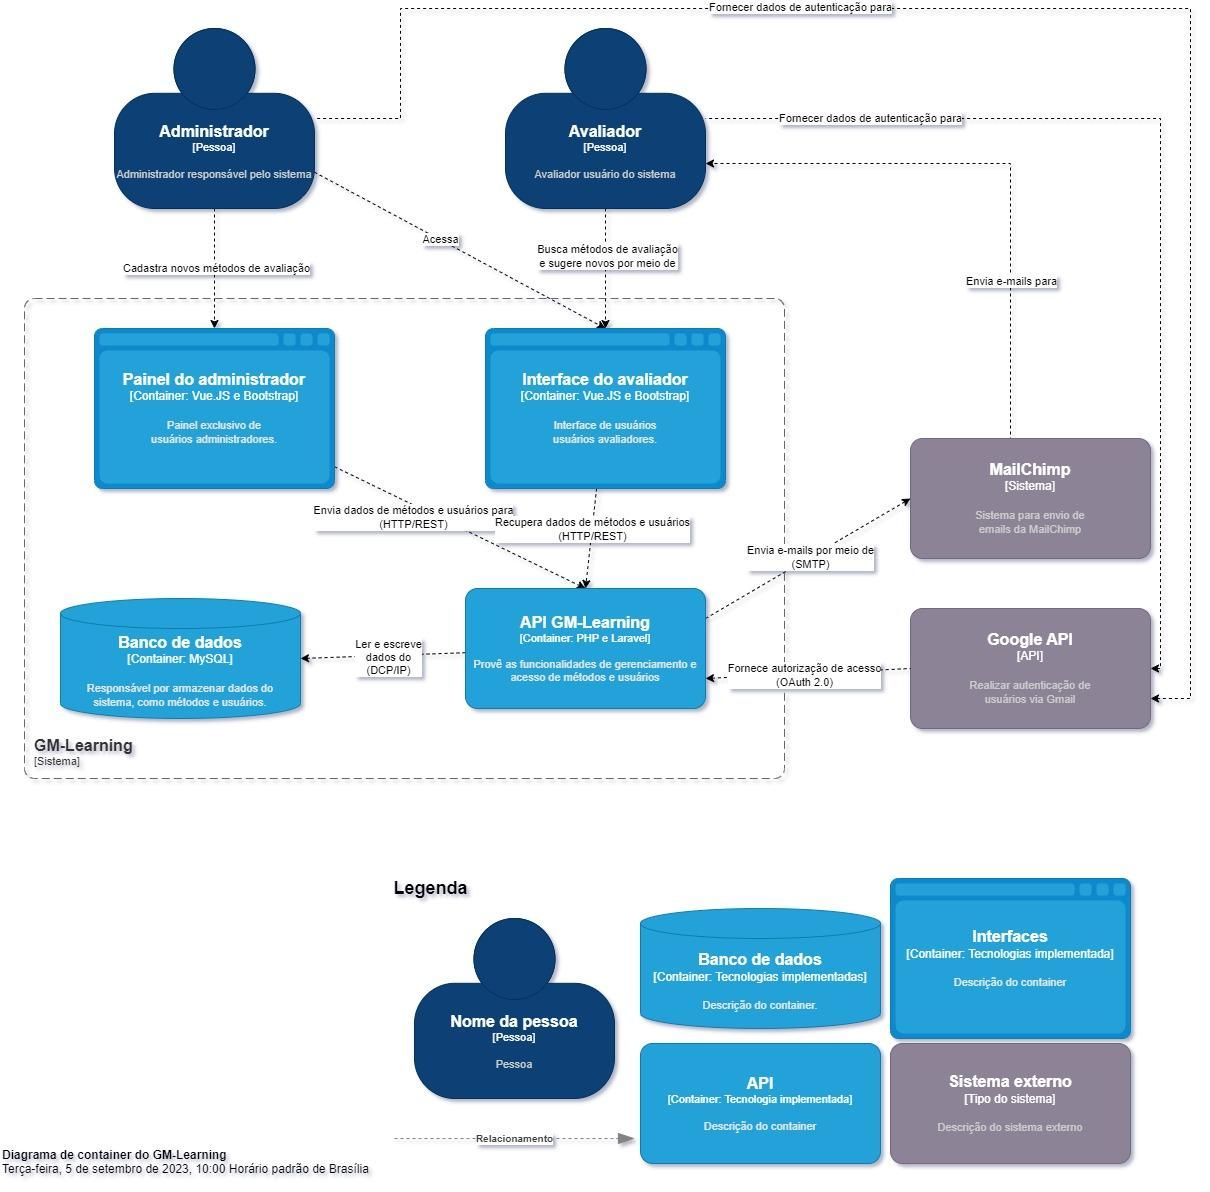 Fornecer dados de autenticação para
Administrador
[Pessoa]
Administrador responsável pelo sistema
Avaliador
[Pessoa]
Avaliador usuário do sistema
Fornecer dados de autenticação para
Acessa
Busca métodos de avaliação
e sugere novos por meio de
Cadastra novos métodos de avaliação
Envia e-mails para
Painel do administrador
[Container: Vue.JS e Bootstrap]
Painel exclusivo de
usuários administradores.
Interface do avaliador
[Container: Vue.JS e Bootstrap]
Interface de usuários
usuários avaliadores.
MailChimp
[Sistema]
Sistema para envio de
emails da MailChimp
Envia dados de métodos e usuários para
(HTTP/REST)
Recupera dados de métodos e usuários
(HTTP/REST)
Envia e-mails por meio de
(SMTP)
API GM-Learning
[Container: PHP e Laravel]
Provê as funcionalidades de gerenciamento e
acesso de métodos e usuários
Banco de dados
[Container: MySQL]
Responsável por armazenar dados do
sistema, como métodos e usuários.
Ler e escreve
dados do
(DCP/IP)
Fornece autorização de acesso
(OAuth 2.0)
Google API
[API]
Realizar autenticação de
usuários via Gmail
GM-Learning
[Sistema]
Legenda
Nome da pessoa
[Pessoa]
Pessoa
Banco de dados
[Container: Tecnologias implementadas]
Descrição do container.
Interfaces
[Container: Tecnologias implementada]
Descrição do container
API
[Container: Tecnologia implementada]
Descrição do container
Sistema externo
[Tipo do sistema]
Descrição do sistema externo
Relacionamento
Diagrama de container do GM-Learning
Terça-feira, 5 de setembro de 2023, 10:00 Horário padrão de Brasília